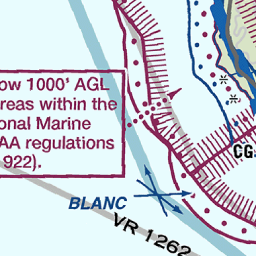 ow 1000' AGL
reas within the
onal Marine
AA regulations
922).
CG
BLANC
VR 1262